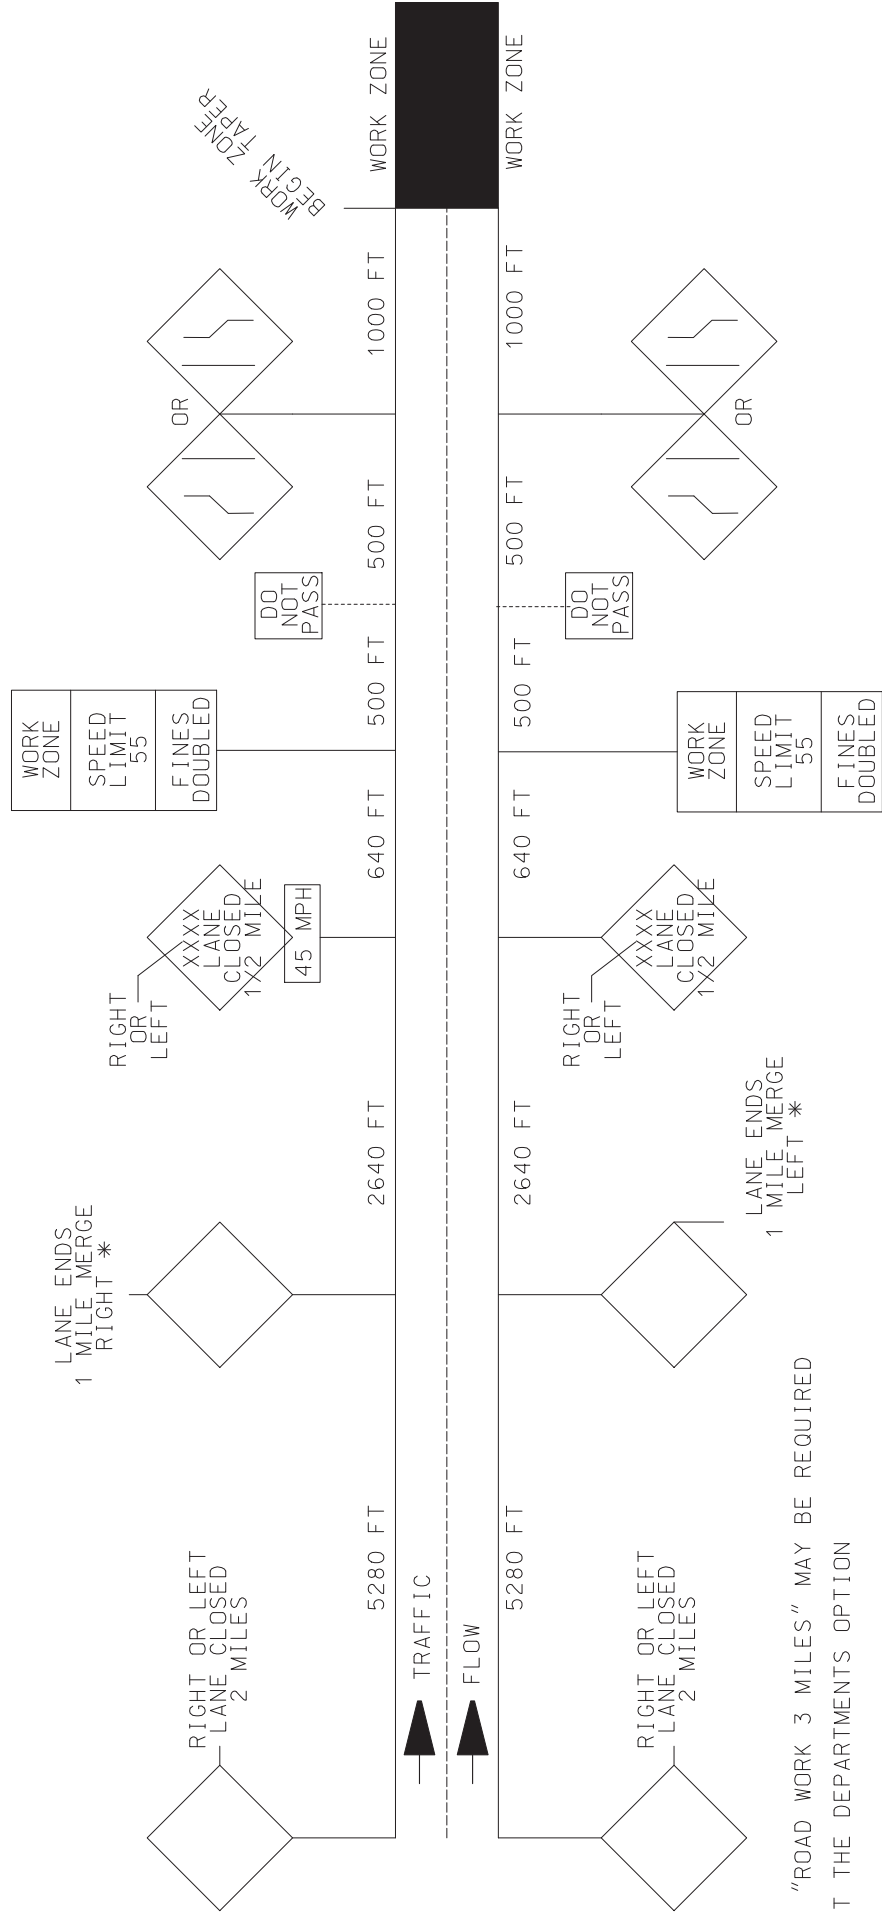 WORK ZONE
BEGIN TAPER
WORK ZONE
WORK ZONE
1000 FT
1000 FT
OR
OR
500 FT
500 FT
DO
NOT
PASS
DO
NOT
PASS
500 FT
500 FT
WORK
ZONE
SPEED
LIMIT
55
FINES
DOUBLED
WORK
ZONE
SPEED
LIMIT
55
FINES
DOUBLED
640 FT
640 FT
XXXX
LANE
CLOSED
1/2 MILE
45 MPH
RIGHT
OR
LEFT
XXXX
LANE
CLOSED
1/2 MILE
RIGHT
OR
LEFT
2640 FT
2640 FT
LANE ENDS
1 MILE MERGE
RIGHT *
LANE ENDS
1 MILE MERGE
LEFT *
5280 FT
5280 FT
RIGHT OR LEFT
LANE CLOSED
2 MILES
TRAFFIC
FLOW
RIGHT OR LEFT
LANE CLOSED
2 MILES
"ROAD WORK 3 MILES" MAY BE REQUIRED
T THE DEPARTMENTS OPTION